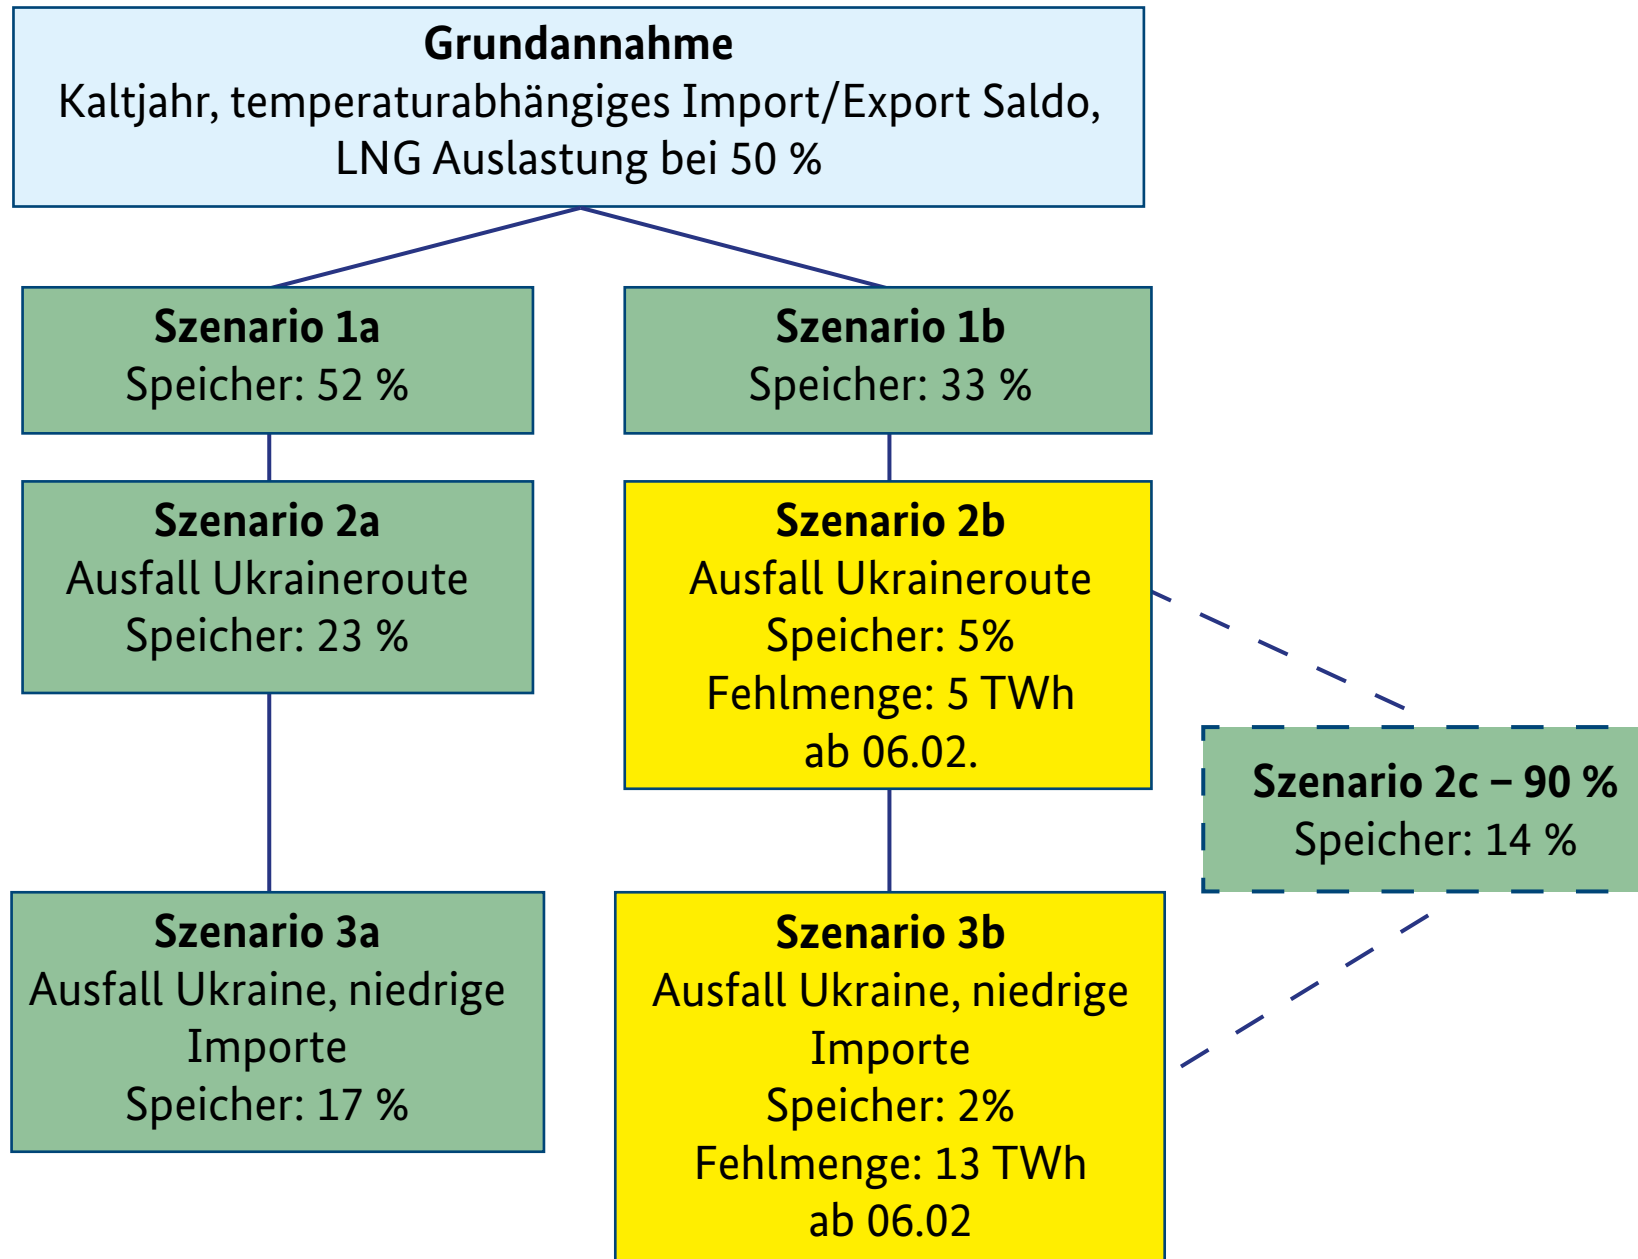 Grundannahme
Kaltjahr, temperaturabhängiges Import/Export Saldo,
LNG Auslastung bei 50 %
Szenario 1a
Speicher: 52 %
Szenario 1b
Speicher: 33 %
Szenario 2a
Ausfall Ukraineroute
Speicher: 23 %
Szenario 2b
Ausfall Ukraineroute
Speicher: 5%
Fehlmenge: 5 TWh
ab 06.02.
Szenario 2c – 90 %
Speicher: 14 %
Szenario 3a
Ausfall Ukraine, niedrige
Importe
Speicher: 17 %
Szenario 3b
Ausfall Ukraine, niedrige
Importe
Speicher: 2%
Fehlmenge: 13 TWh
ab 06.02